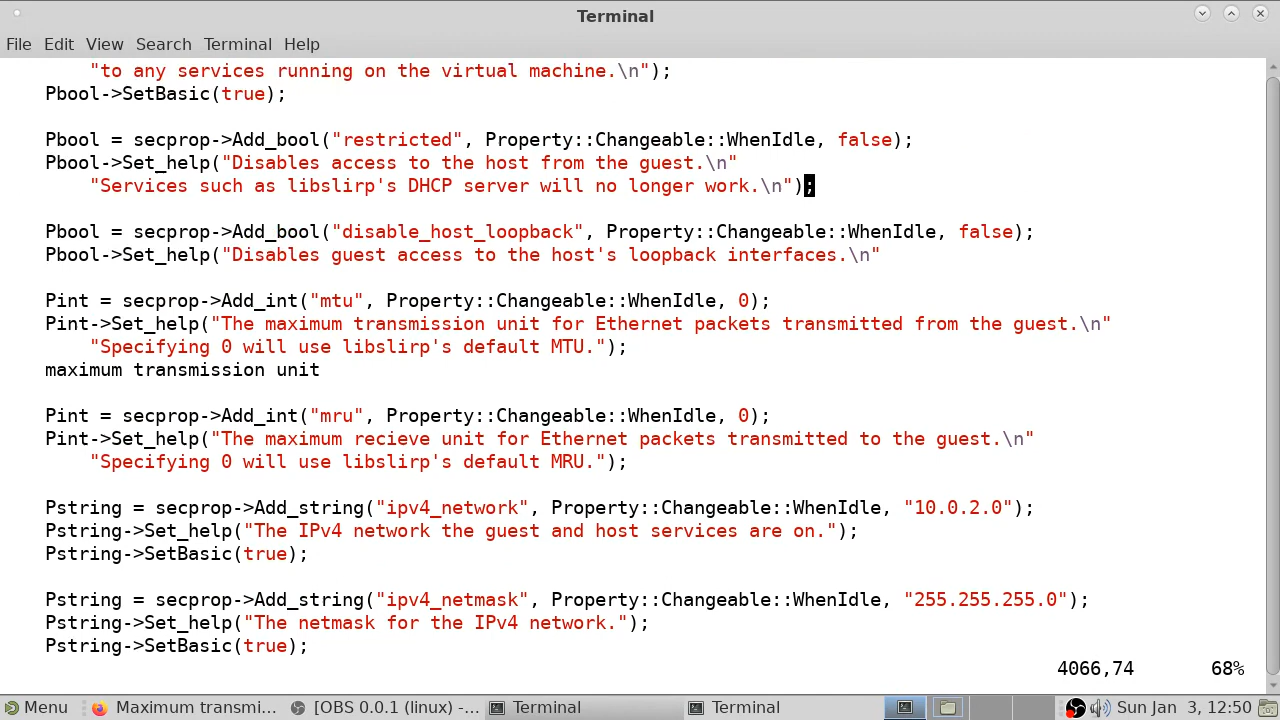 Terminal
File Edit View Search Terminal Help
"to any services running on the virtual machine.\n");
Pbool->SetBasic(true);
Pbool = secprop->Add_bool("restricted", Property::Changeable::WhenIdle, false);
Pbool->Set_help("Disables access to the host from the guest.\n"
"Services such as libslirp's DHCP server will no longer work.\n");
Pbool = secprop->Add_bool("disable_host_loopback", Property::Changeable::WhenIdle, false);
Pbool->Set_help("Disables guest access to the host's loopback interfaces.\n"
Pint = secprop->Add_int("mtu", Property::Changeable::WhenIdle, 0);
Pint->Set_help("The maximum transmission unit for Ethernet packets transmitted from the guest.\n"
"Specifying 0 will use libslirp's default MTU.");
maximum transmission unit
Pint = secprop->Add_int("mru", Property::Changeable::WhenIdle, 0);
Pint->Set_help("The maximum recieve unit for Ethernet packets transmitted to the guest.\n"
"Specifying 0 will use libslirp's default MRU.");
Pstring = secprop->Add_string("ipv4_network", Property::Changeable::WhenIdle, "10.0.2.0");
Pstring->Set_help("The IPv4 network the guest and host services are on.");
Pstring->SetBasic(true);
Pstring = secprop->Add_string("ipv4_netmask", Property::Changeable::WhenIdle, "255.255.255.0");
Pstring->Set_help("The netmask for the IPv4 network.");
Pstring->SetBasic(true);
4066,74 68%
Menu Maximum transmi... [OBS 0.0.1 (linux) -... Terminal Terminal Sun Jan 3, 12:50